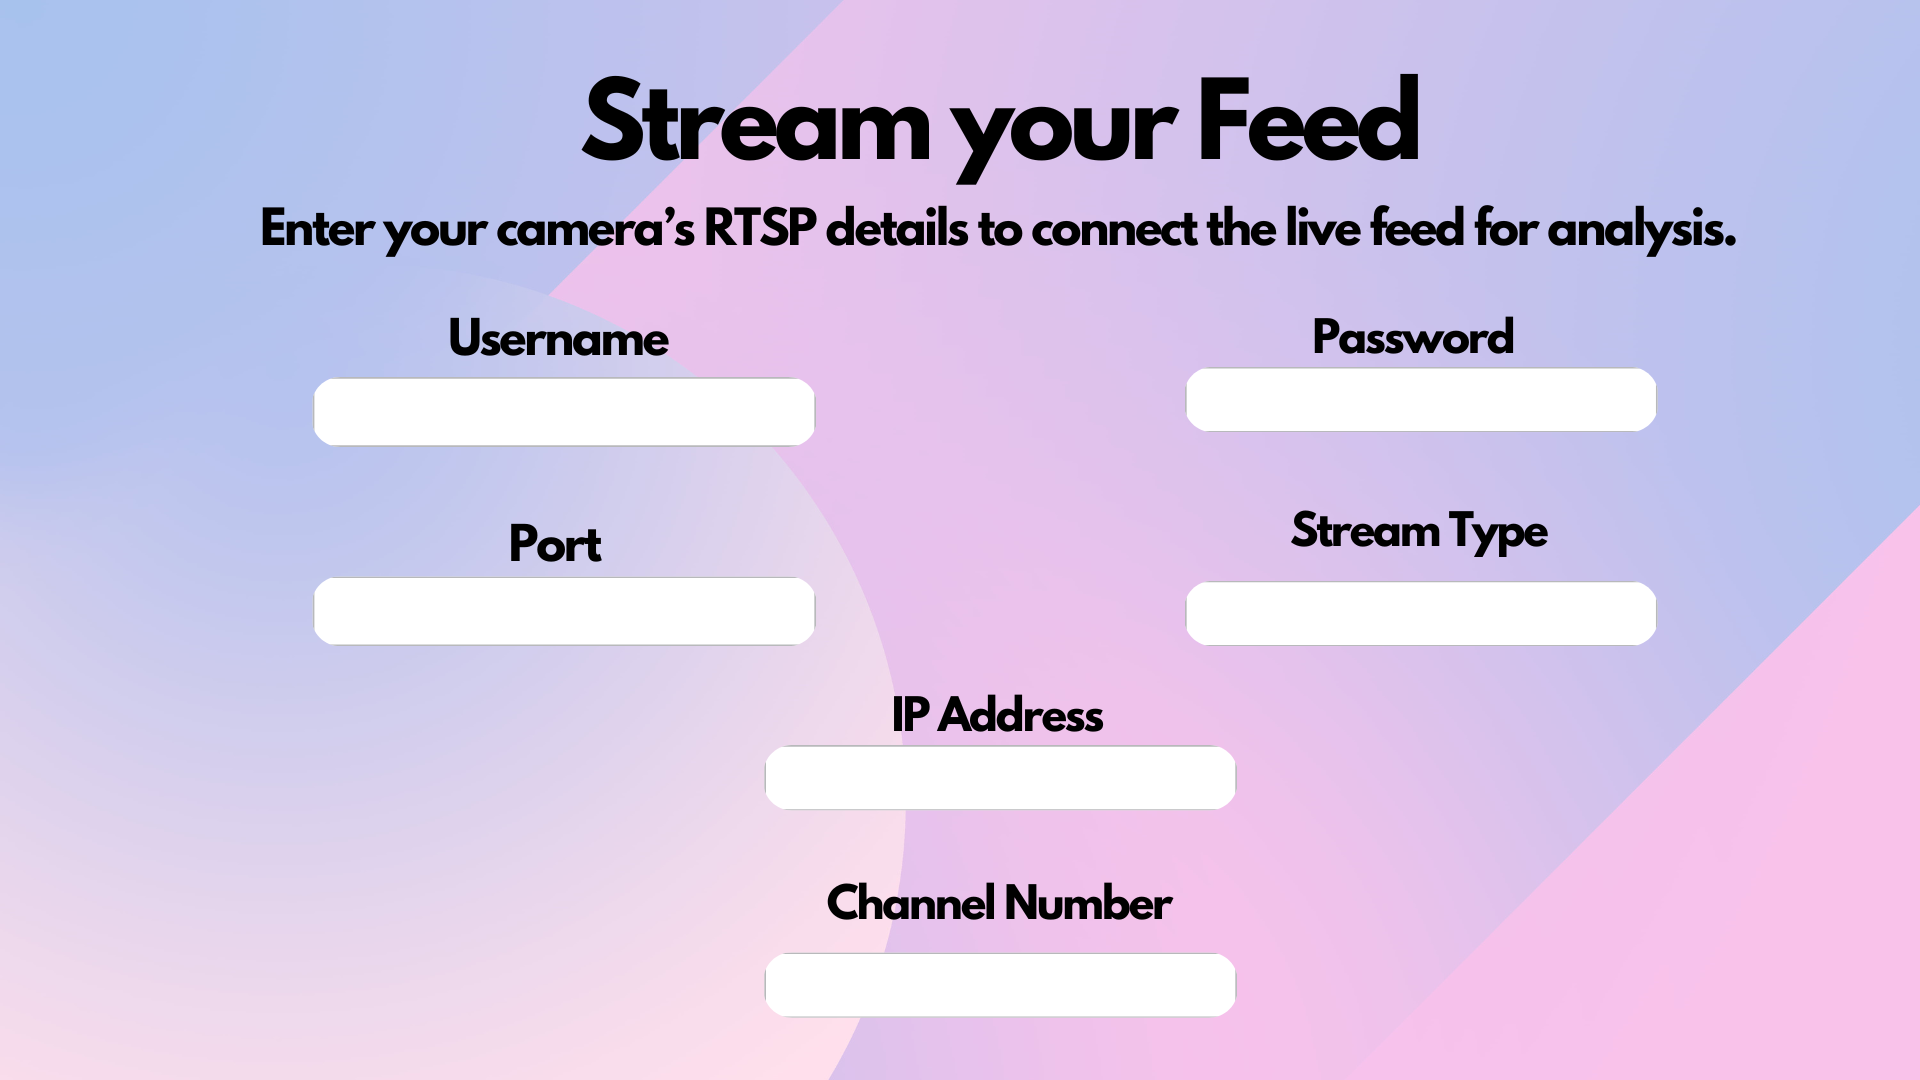 Stream your Feed
Enter your camera’s RTSP details to connect the live feed for analysis.
Username
Password
Port
Stream Type
IP Address
Channel Number